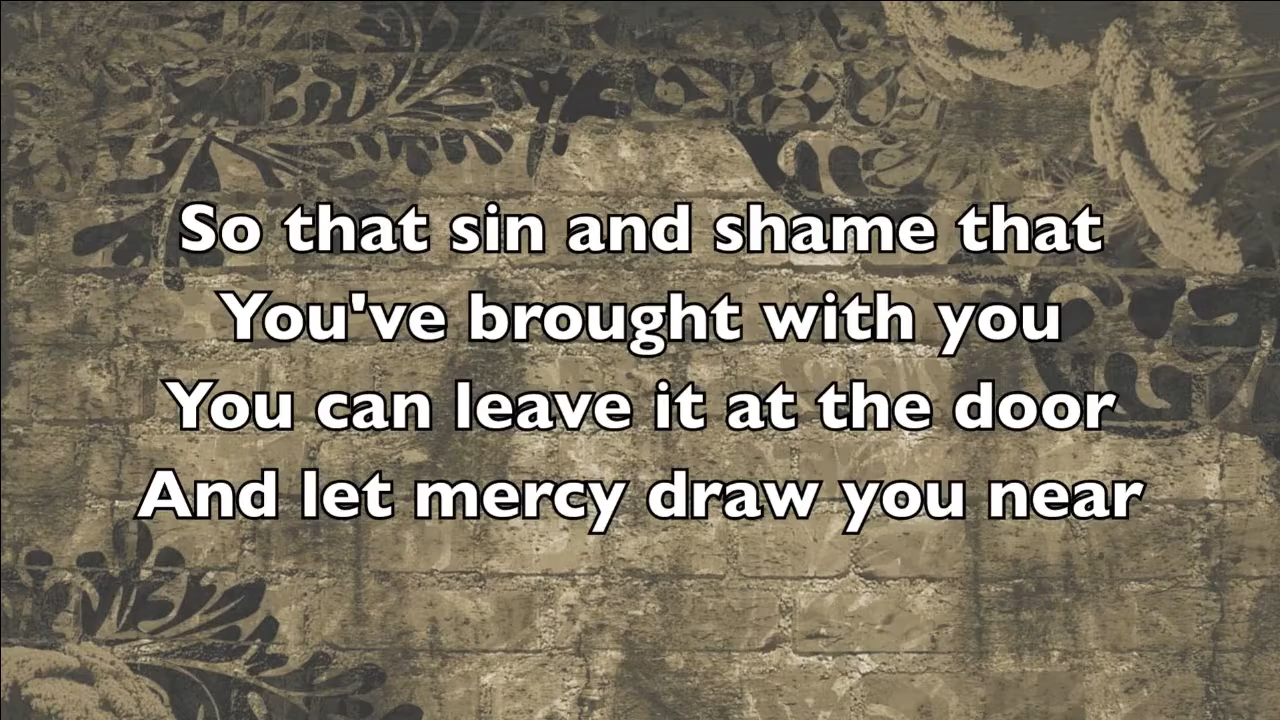 So that sin and shame that
You've brought with you
You can leave it at the door
And let mercy draw you near